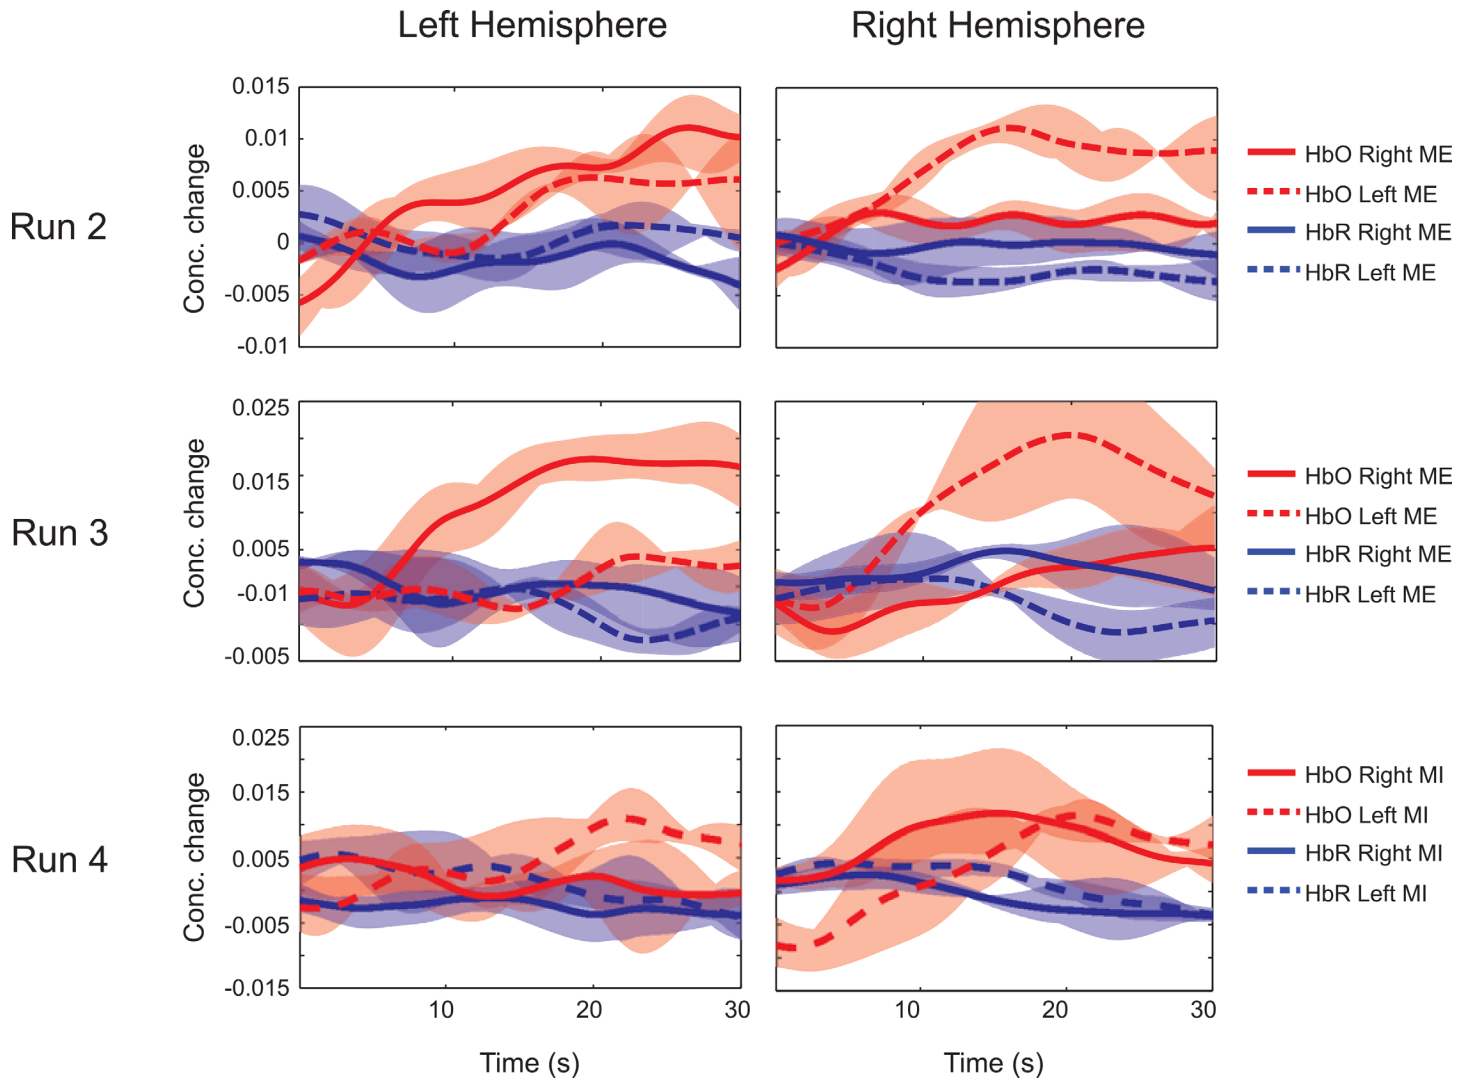 Left Hemisphere
Right Hemisphere
Run 2
Conc. change
0.015
0.01
0.005
0
-0.005
-0.01
HbO Right ME
HbO Left ME
HbR Right ME
HbR Left ME
Run 3
Conc. change
0.025
0.015
0.005
-0.01
-0.005
HbO Right ME
HbO Left ME
HbR Right ME
HbR Left ME
Run 4
Conc. change
0.025
0.015
0.005
-0.005
-0.015
HbO Right MI
HbO Left MI
HbR Right MI
HbR Left MI
10 20 30
10 20 30
Time (s)
Time (s)